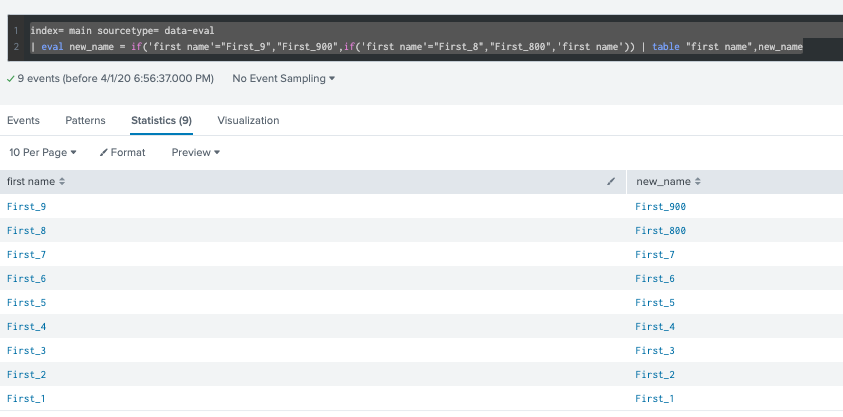 1 index= main sourcetype= data-eval
2 | eval new_name = if('first name'="First_9","First_900",if('first name'="First_8","First_800",'first name')) | table "first name",new_name
9 events (before 4/1/20 6:56:37.000 PM) No Event Sampling
Events Patterns Statistics (9) Visualization
10 Per Page Format Preview
first name new_name
First_9 First_900
First_8 First_800
First_7 First_7
First_6 First_6
First_5 First_5
First_4 First_4
First_3 First_3
First_2 First_2
First_1 First_1